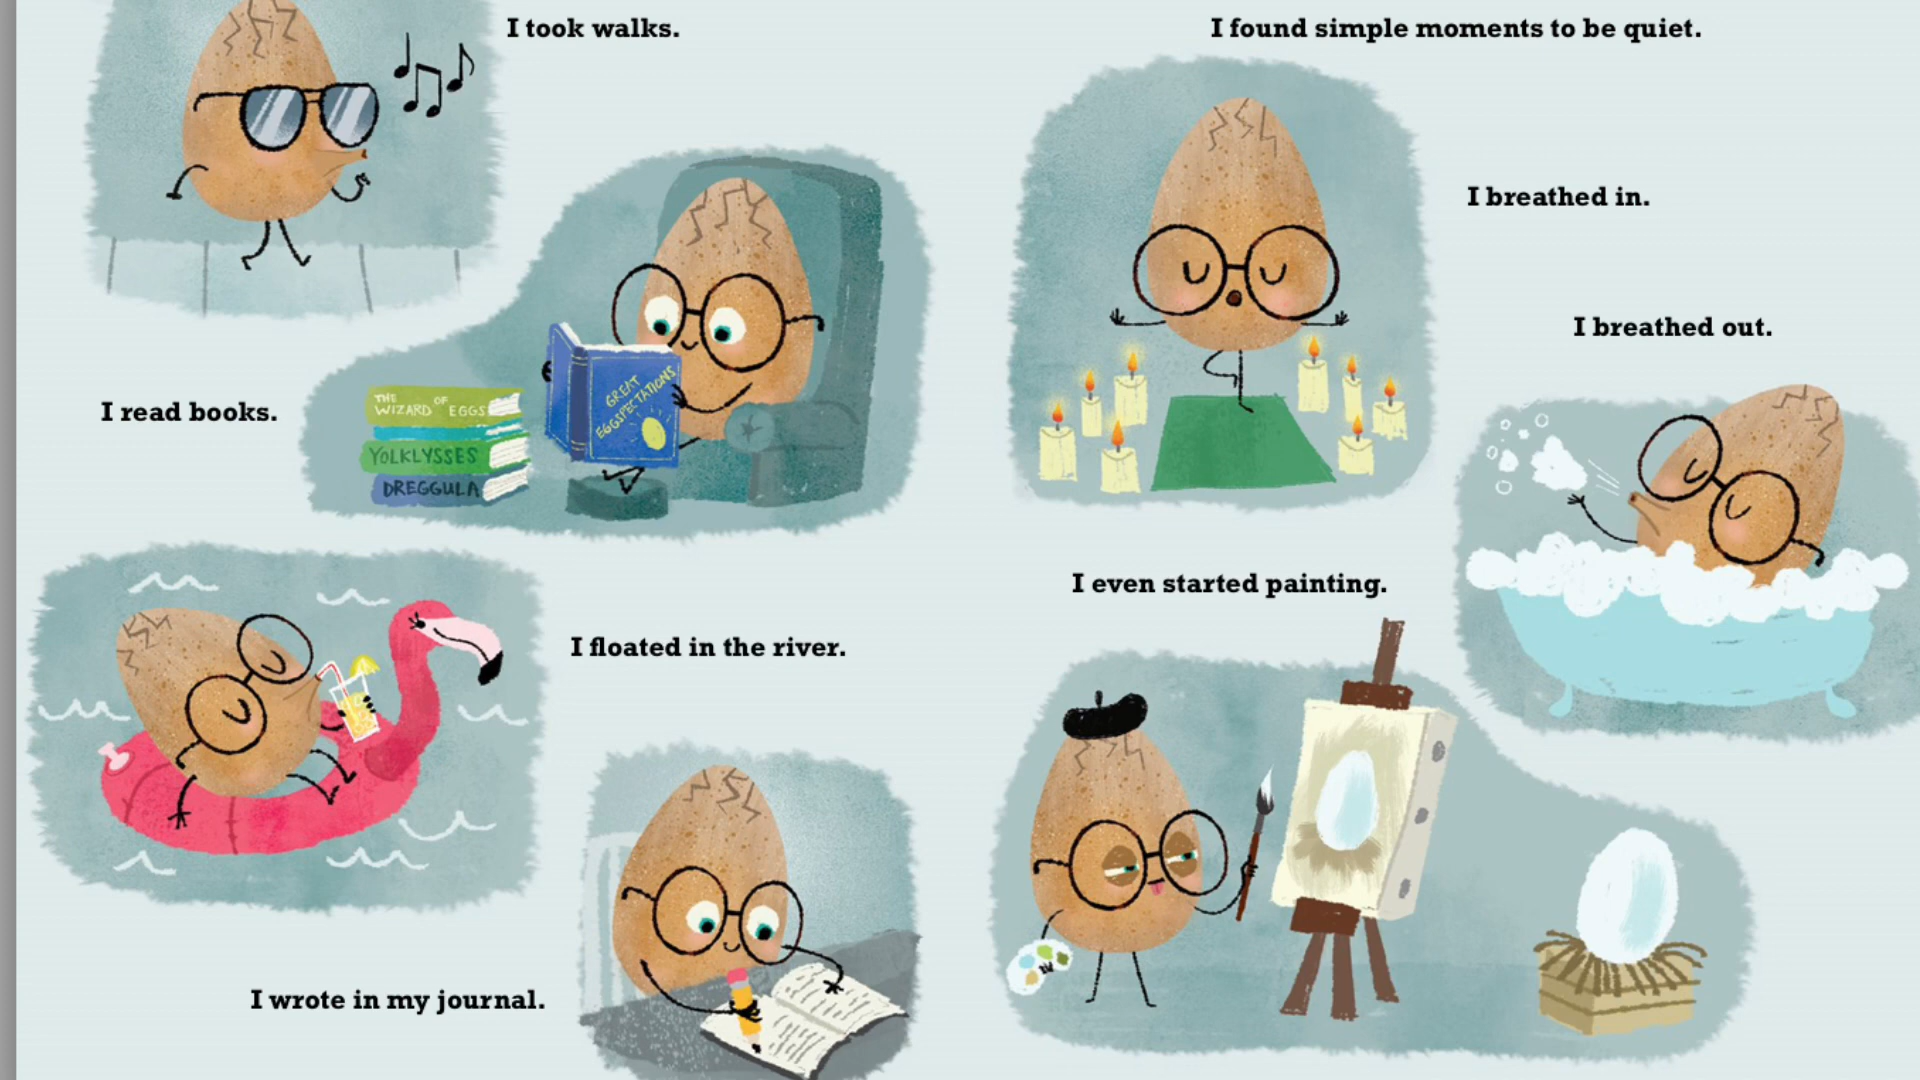 I took walks.
I read books.
THE
WIZARD OF EGGS
YOLKLYSSES
DREGGULA
GREAT
EGGSPECTATIONS
I floated in the river.
I wrote in my journal.
I found simple moments to be quiet.
I breathed in.
I breathed out.
I even started painting.